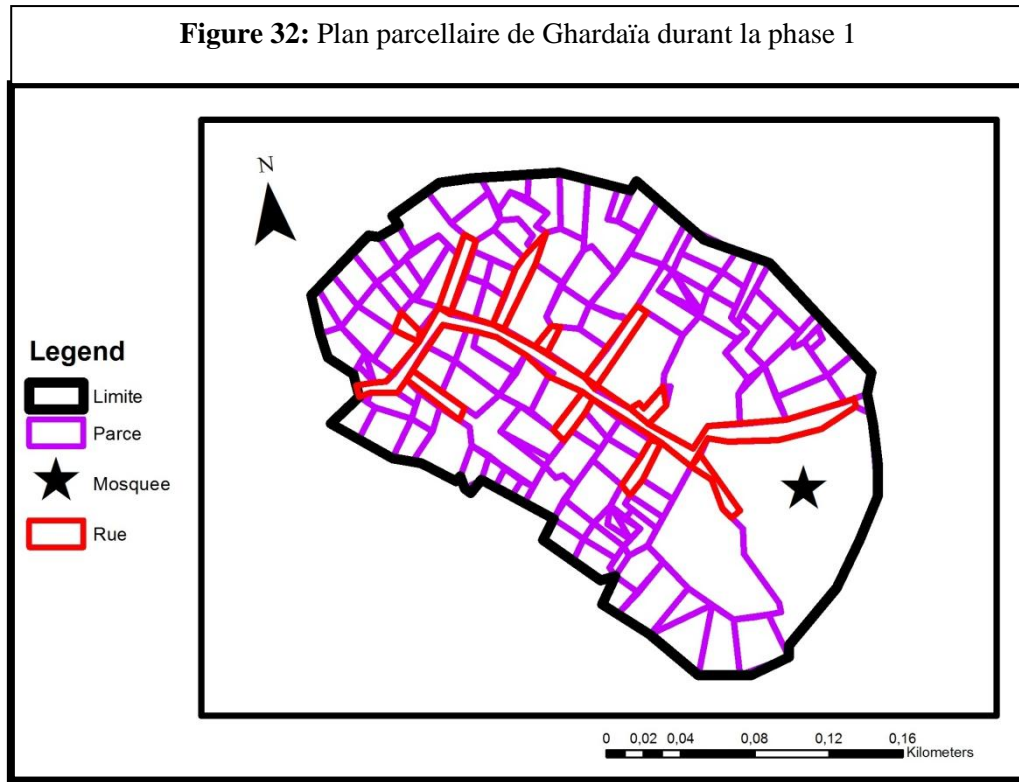 Figure 32: Plan parcellaire de Ghardaïa durant la phase 1
N
Legend
Limite
Parce
Mosquee
Rue
0 0,02 0,04 0,08 0,12 0,16
Kilometers